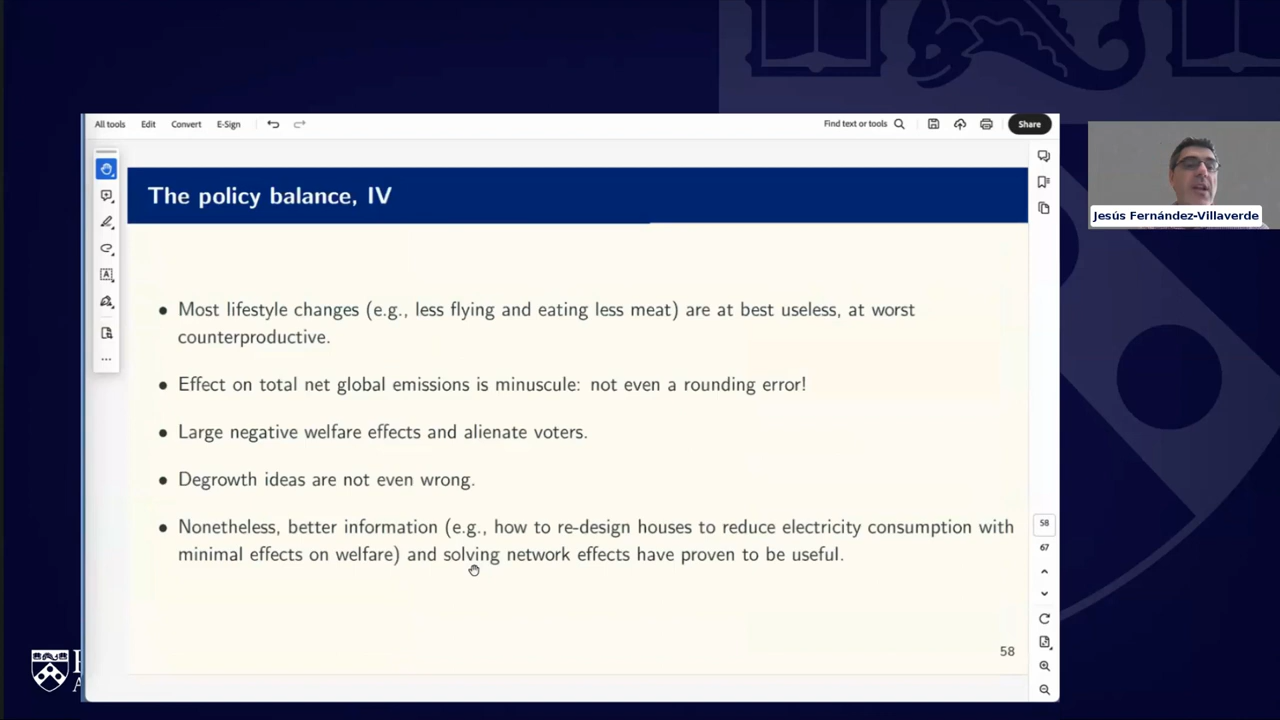 All tools Edit Convert E-Sign
Find text or tools
Share
The policy balance, IV
Jesús Fernández-Villaverde
• Most lifestyle changes (e.g., less flying and eating less meat) are at best useless, at worst
counterproductive.
• Effect on total net global emissions is minuscule: not even a rounding error!
• Large negative welfare effects and alienate voters.
• Degrowth ideas are not even wrong.
• Nonetheless, better information (e.g., how to re-design houses to reduce electricity consumption with
minimal effects on welfare) and solving network effects have proven to be useful.
58
67
58